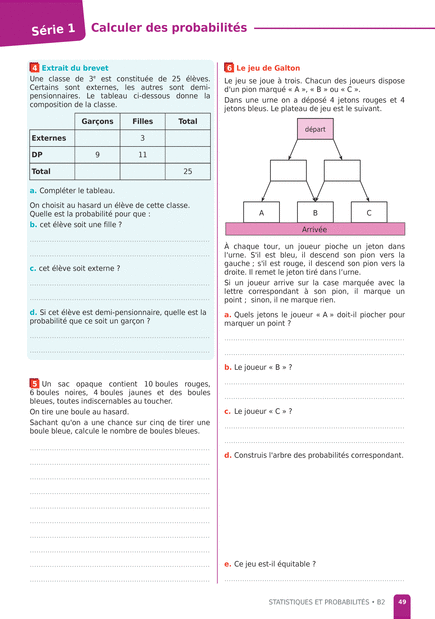 Série 1
Calculer des probabilités
4 Extrait du brevet
Une classe de 3e est constituée de 25 élèves.
Certains sont externes, les autres sont demi-
pensionnaires. Le tableau ci-dessous donne la
composition de la classe.
Garçons Filles Total
Externes 3
DP 9 11
Total 25
a. Compléter le tableau.
On choisit au hasard un élève de cette classe.
Quelle est la probabilité pour que :
b. cet élève soit une fille ?
c. cet élève soit externe ?
d. Si cet élève est demi-pensionnaire, quelle est la
probabilité que ce soit un garçon ?
5 Un sac opaque contient 10 boules rouges,
6 boules noires, 4 boules jaunes et des boules
bleues, toutes indiscernables au toucher.
On tire une boule au hasard.
Sachant qu'on a une chance sur cinq de tirer une
boule bleue, calcule le nombre de boules bleues.
6 Le jeu de Galton
Le jeu se joue à trois. Chacun des joueurs dispose
d'un pion marqué « A », « B » ou « C ».
Dans une urne on a déposé 4 jetons rouges et 4
jetons bleus. Le plateau de jeu est le suivant.
départ
A B C
Arrivée
À chaque tour, un joueur pioche un jeton dans
l'urne. S'il est bleu, il descend son pion vers la
gauche ; s'il est rouge, il descend son pion vers la
droite. Il remet le jeton tiré dans l'urne.
Si un joueur arrive sur la case marquée avec la
lettre correspondant à son pion, il marque un
point ; sinon, il ne marque rien.
a. Quels jetons le joueur « A » doit-il piocher pour
marquer un point ?
b. Le joueur « B » ?
c. Le joueur « C » ?
d. Construis l'arbre des probabilités correspondant.
e. Ce jeu est-il équitable ?
STATISTIQUES ET PROBABILITÉS • B2 49